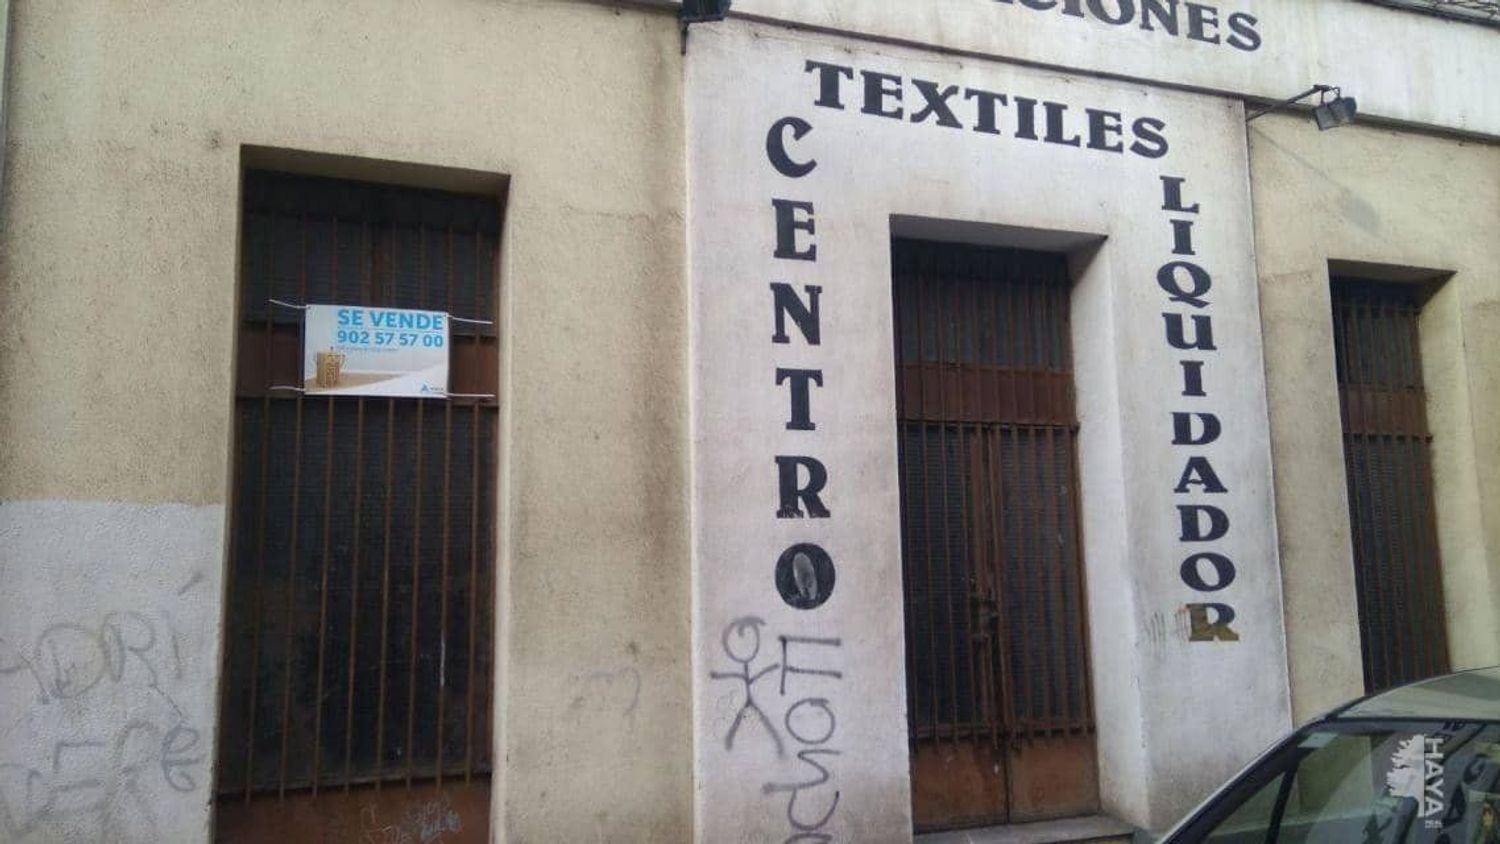 CIONES
TEXTILES
CENTRO
LIQUIDADOR
SE VENDE
902 57 57 00
HAYA